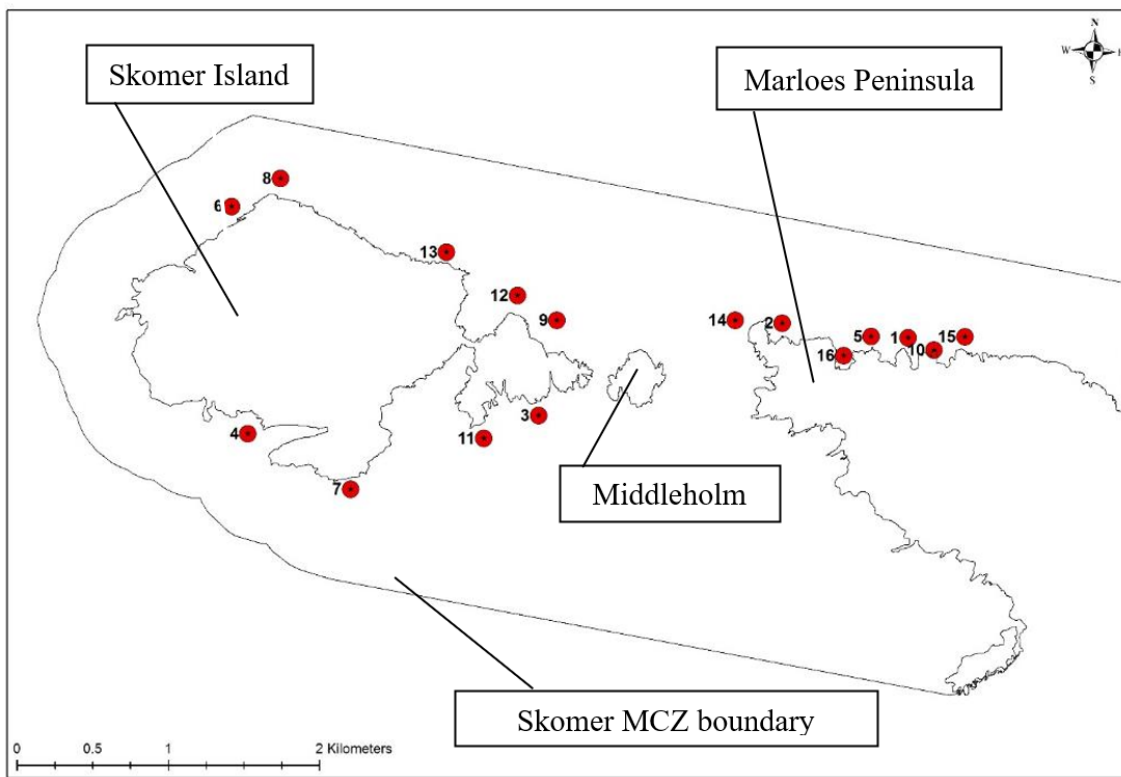 N
W
E
S
Skomer Island
Marloes Peninsula
8
6
13
12
9
14
2
5
1
15
16
10
3
4
11
7
Middleholm
Skomer MCZ boundary
0 0.5 1 2 Kilometers